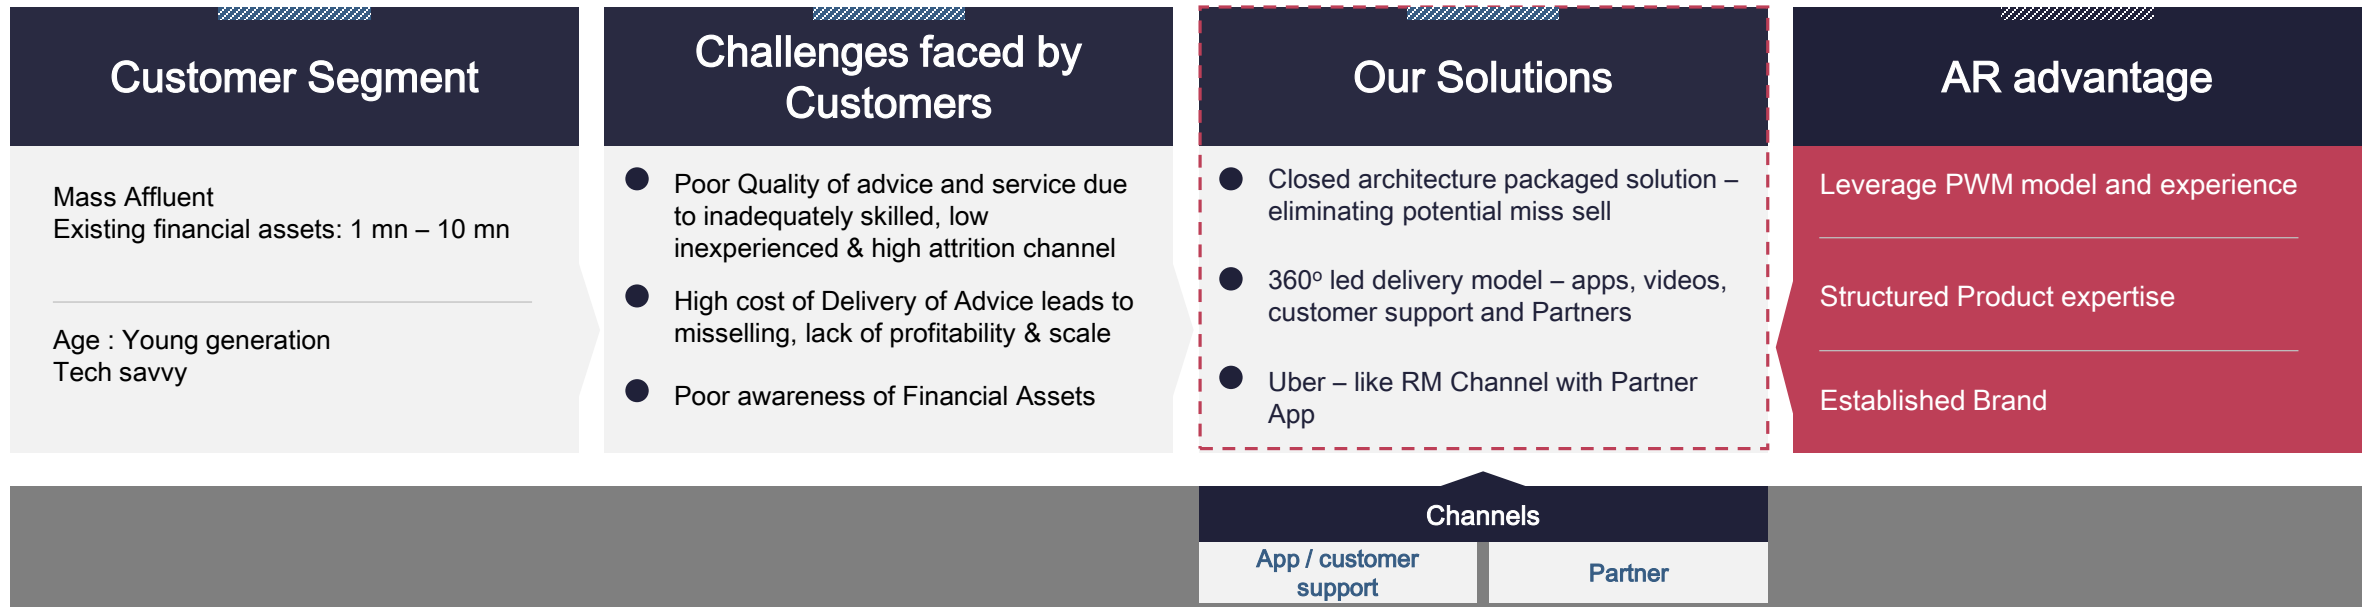 Customer Segment
Mass Affluent
Existing financial assets: 1 mn – 10 mn
Age : Young generation
Tech savvy
Challenges faced by
Customers
Poor Quality of advice and service due
to inadequately skilled, low
inexperienced & high attrition channel
High cost of Delivery of Advice leads to
misselling, lack of profitability & scale
Poor awareness of Financial Assets
Our Solutions
Closed architecture packaged solution –
eliminating potential miss sell
360º led delivery model – apps, videos,
customer support and Partners
Uber – like RM Channel with Partner
App
AR advantage
Leverage PWM model and experience
Structured Product expertise
Established Brand
Channels
App / customer
support
Partner